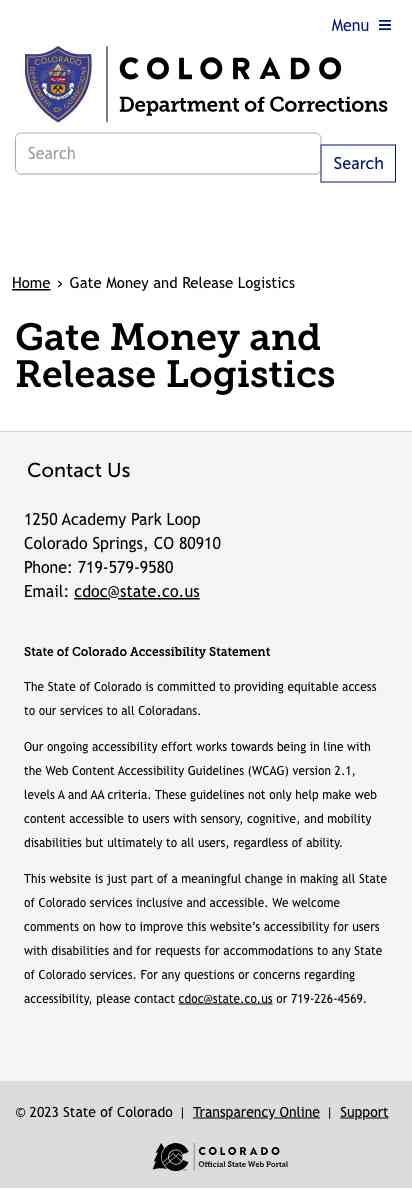 Menu
COLORADO
Department of Corrections
Search
Search
Home › Gate Money and Release Logistics
Gate Money and
Release Logistics
Contact Us
1250 Academy Park Loop
Colorado Springs, CO 80910
Phone: 719-579-9580
Email: cdoc@state.co.us
State of Colorado Accessibility Statement
The State of Colorado is committed to providing equitable access
to our services to all Coloradans.
Our ongoing accessibility effort works towards being in line with
the Web Content Accessibility Guidelines (WCAG) version 2.1,
levels A and AA criteria. These guidelines not only help make web
content accessible to users with sensory, cognitive, and mobility
disabilities but ultimately to all users, regardless of ability.
This website is just part of a meaningful change in making all State
of Colorado services inclusive and accessible. We welcome
comments on how to improve this website’s accessibility for users
with disabilities and for requests for accommodations to any State
of Colorado services. For any questions or concerns regarding
accessibility, please contact cdoc@state.co.us or 719-226-4569.
© 2023 State of Colorado | Transparency Online | Support
COLORADO
Official State Web Portal